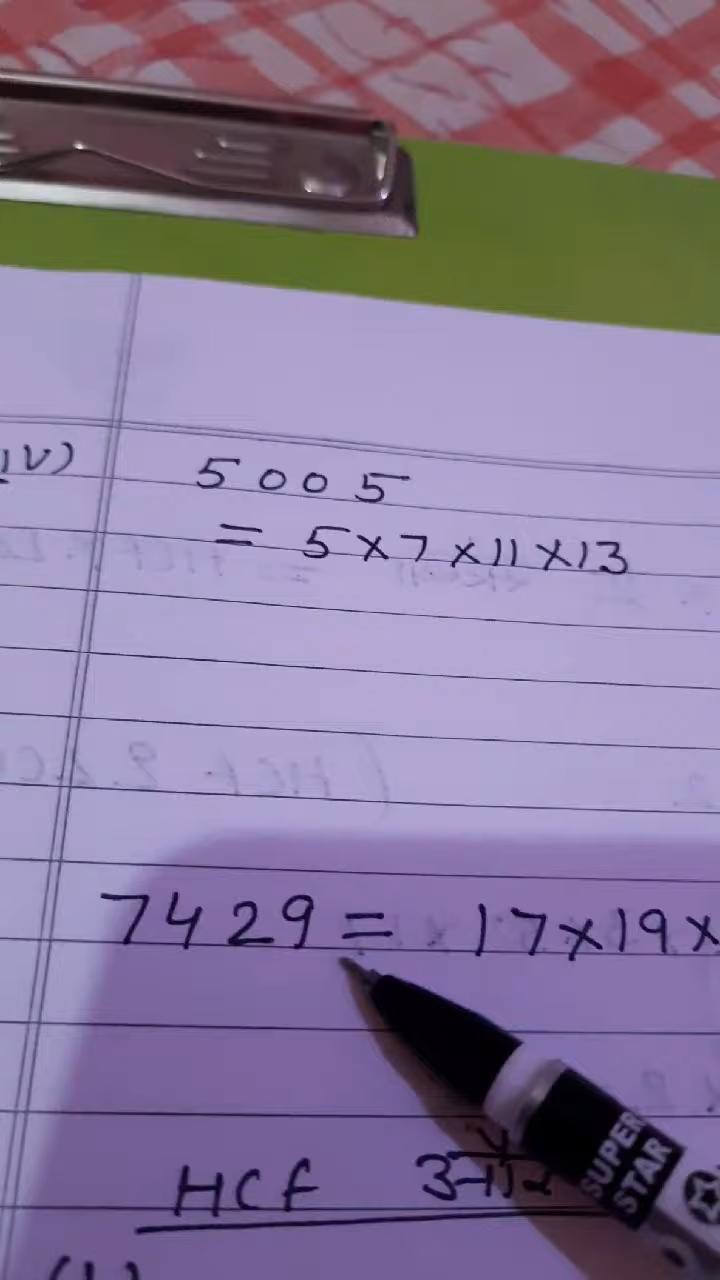 iv) 5005
= 5×7×11×13
7429 = 17×19×
HCF
SUPER
STAR